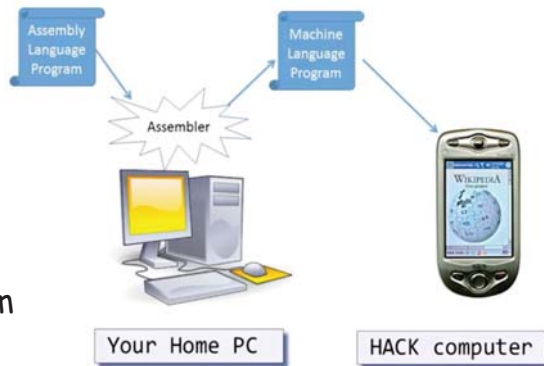 Assembly
Language
Program
Machine
Language
Program
Assembler
WIKIPEDIA
n
Your Home PC
HACK computer